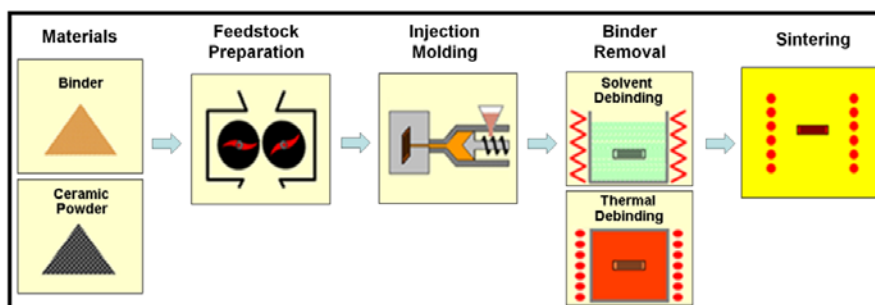 Materials
Binder
Ceramic
Powder
Feedstock
Preparation
Injection
Molding
Binder
Removal
Solvent
Debinding
Thermal
Debinding
Sintering